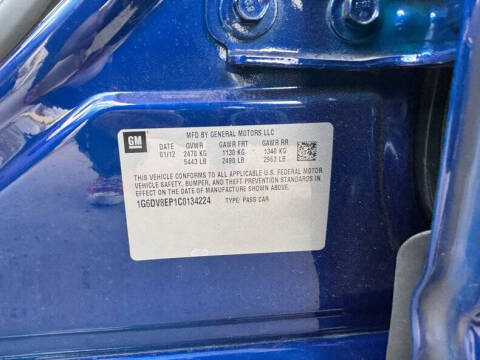 GM
MFD BY GENERAL MOTORS LLC
DATE GVWR GAWR FRT GAWR RR
01/12 2470 KG 1130 KG 1340 KG
5443 LB 2490 LB 2953 LB
THIS VEHICLE CONFORMS TO ALL APPLICABLE U.S. FEDERAL MOTOR
VEHICLE SAFETY, BUMPER, AND THEFT PREVENTION STANDARDS IN
EFFECT ON THE DATE OF MANUFACTURE SHOWN ABOVE.
1G6DV8EP1C0134224 TYPE: PASS CAR